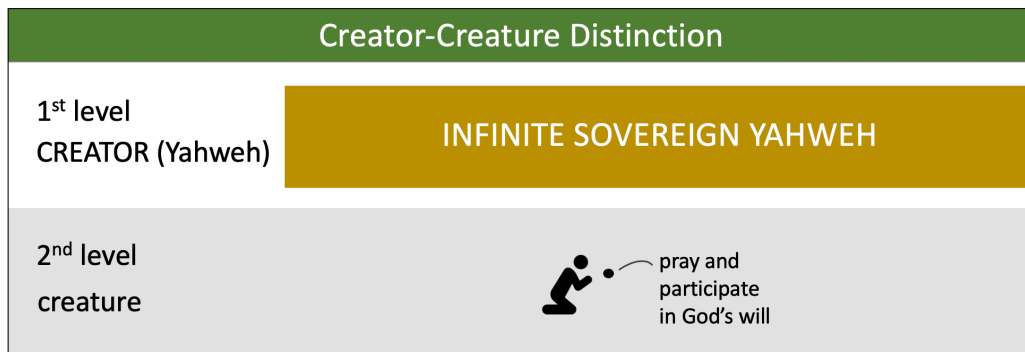 Creator-Creature Distinction
1st level
CREATOR (Yahweh)
INFINITE SOVEREIGN YAHWEH
2nd level
creature
pray and
participate
in God’s will